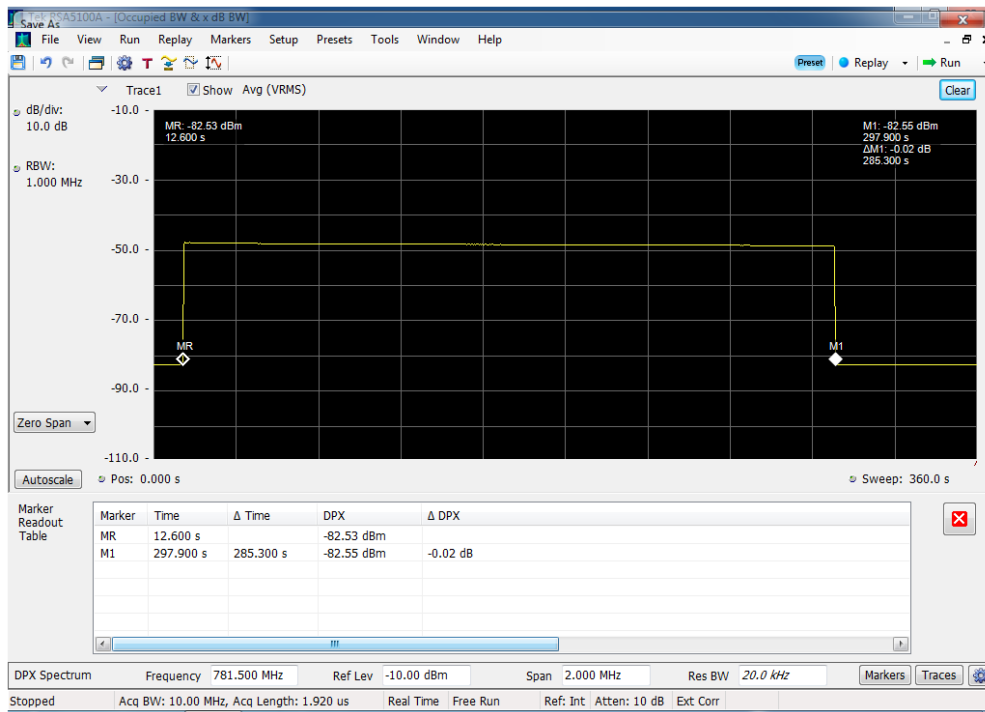 Tek RSA5100A - [Occupied BW & x dB BW]
Save As
File View Run Replay Markers Setup Presets Tools Window Help
T Preset Replay Run
Trace1 Show Avg (VRMS) Clear
dB/div:
10.0 dB
RBW:
1.000 MHz
-10.0
-30.0
-50.0
-70.0
-90.0
-110.0
MR: -82.53 dBm
12.600 s
M1: -82.55 dBm
297.900 s
ΔM1: -0.02 dB
285.300 s
MR
M1
Zero Span
Autoscale Pos: 0.000 s Sweep: 360.0 s
Marker
Readout
Table
Marker Time Δ Time DPX Δ DPX
MR 12.600 s -82.53 dBm
M1 297.900 s 285.300 s -82.55 dBm -0.02 dB
DPX Spectrum Frequency 781.500 MHz Ref Lev -10.00 dBm Span 2.000 MHz Res BW 20.0 kHz Markers Traces
Stopped Acq BW: 10.00 MHz, Acq Length: 1.920 us Real Time Free Run Ref: Int Atten: 10 dB Ext Corr